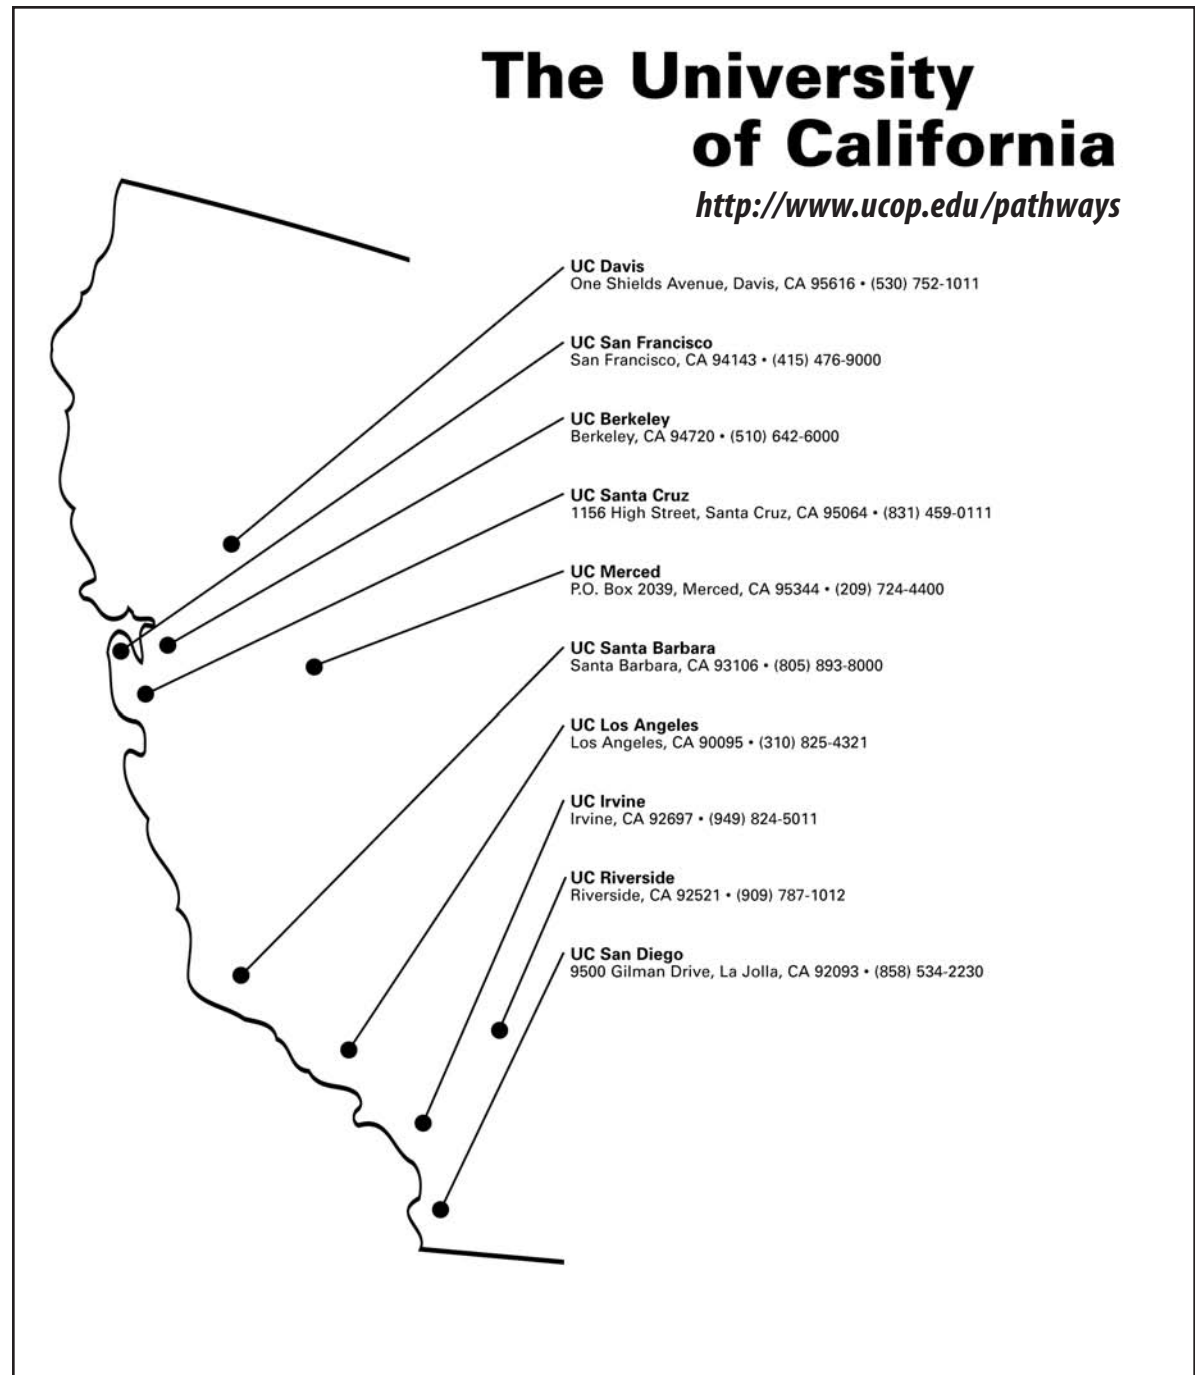 The University
of California
http://www.ucop.edu/pathways
UC Davis
One Shields Avenue, Davis, CA 95616 • (530) 752-1011
UC San Francisco
San Francisco, CA 94143 • (415) 476-9000
UC Berkeley
Berkeley, CA 94720 • (510) 642-6000
UC Santa Cruz
1156 High Street, Santa Cruz, CA 95064 • (831) 459-0111
UC Merced
P.O. Box 2039, Merced, CA 95344 • (209) 724-4400
UC Santa Barbara
Santa Barbara, CA 93106 • (805) 893-8000
UC Los Angeles
Los Angeles, CA 90095 • (310) 825-4321
UC Irvine
Irvine, CA 92697 • (949) 824-5011
UC Riverside
Riverside, CA 92521 • (909) 787-1012
UC San Diego
9500 Gilman Drive, La Jolla, CA 92093 • (858) 534-2230